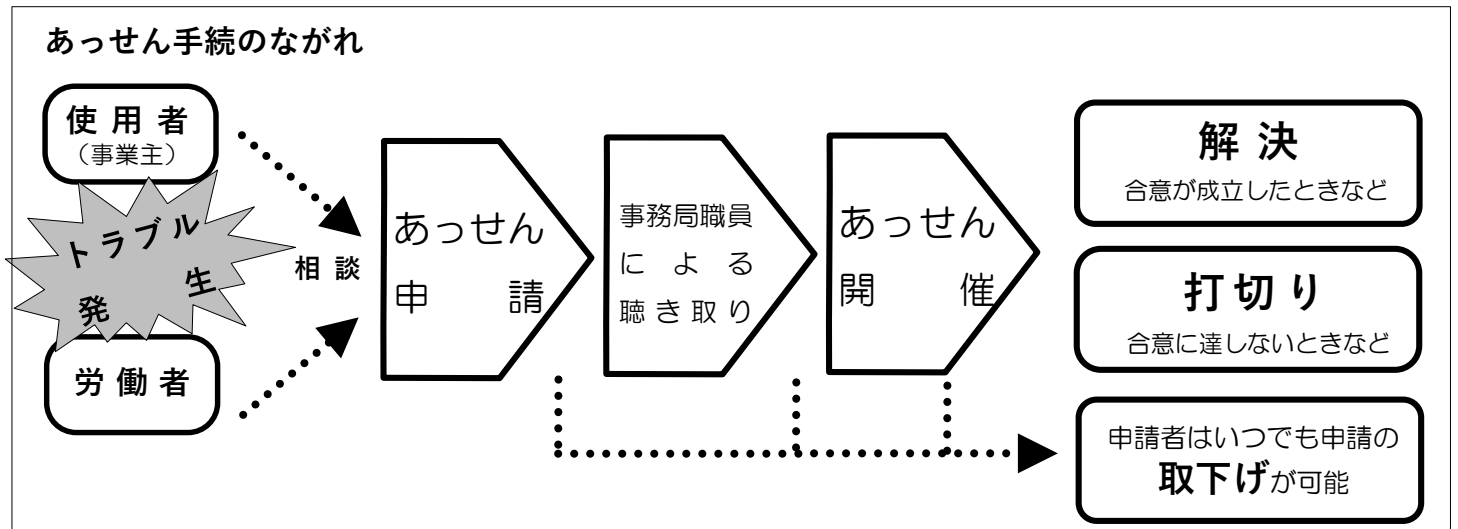 あっせん手続のながれ
使用者
（事業主）
トラブル
発生
労働者
相談
あっせん
申請
事務局職員
による
聴き取り
あっせん
開催
解決
合意が成立したときなど
打切り
合意に達しないときなど
申請者はいつでも申請の
取下げが可能